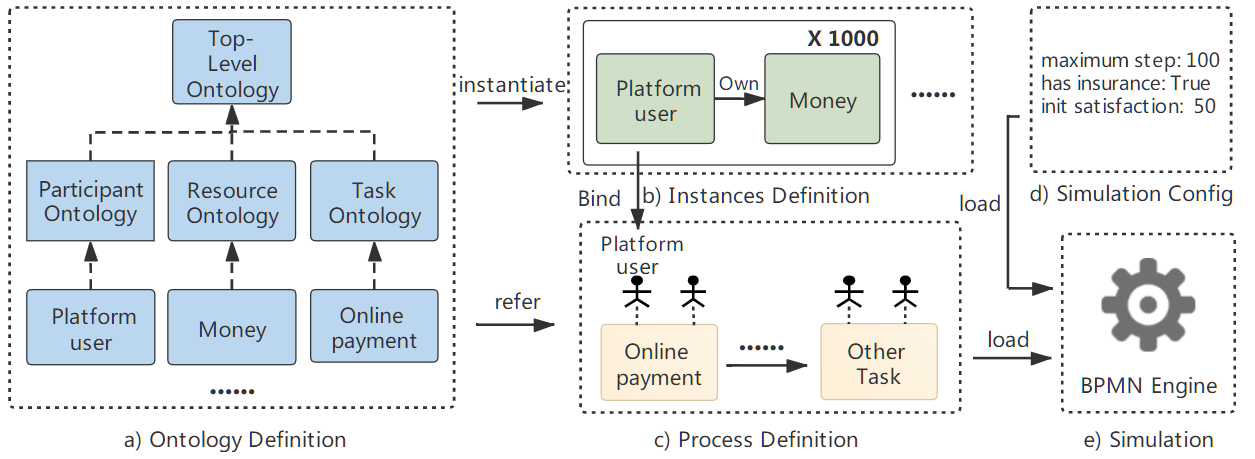 Top-
Level
Ontology
Participant
Ontology
Resource
Ontology
Task
Ontology
Platform
user
Money
Online
payment
......
a) Ontology Definition
instantiate
refer
X 1000
Platform
user
Own
Money
......
Bind
b) Instances Definition
Platform
user
Online
payment
......
Other
Task
c) Process Definition
maximum step: 100
has insurance: True
init satisfaction: 50
d) Simulation Config
load
load
BPMN Engine
e) Simulation